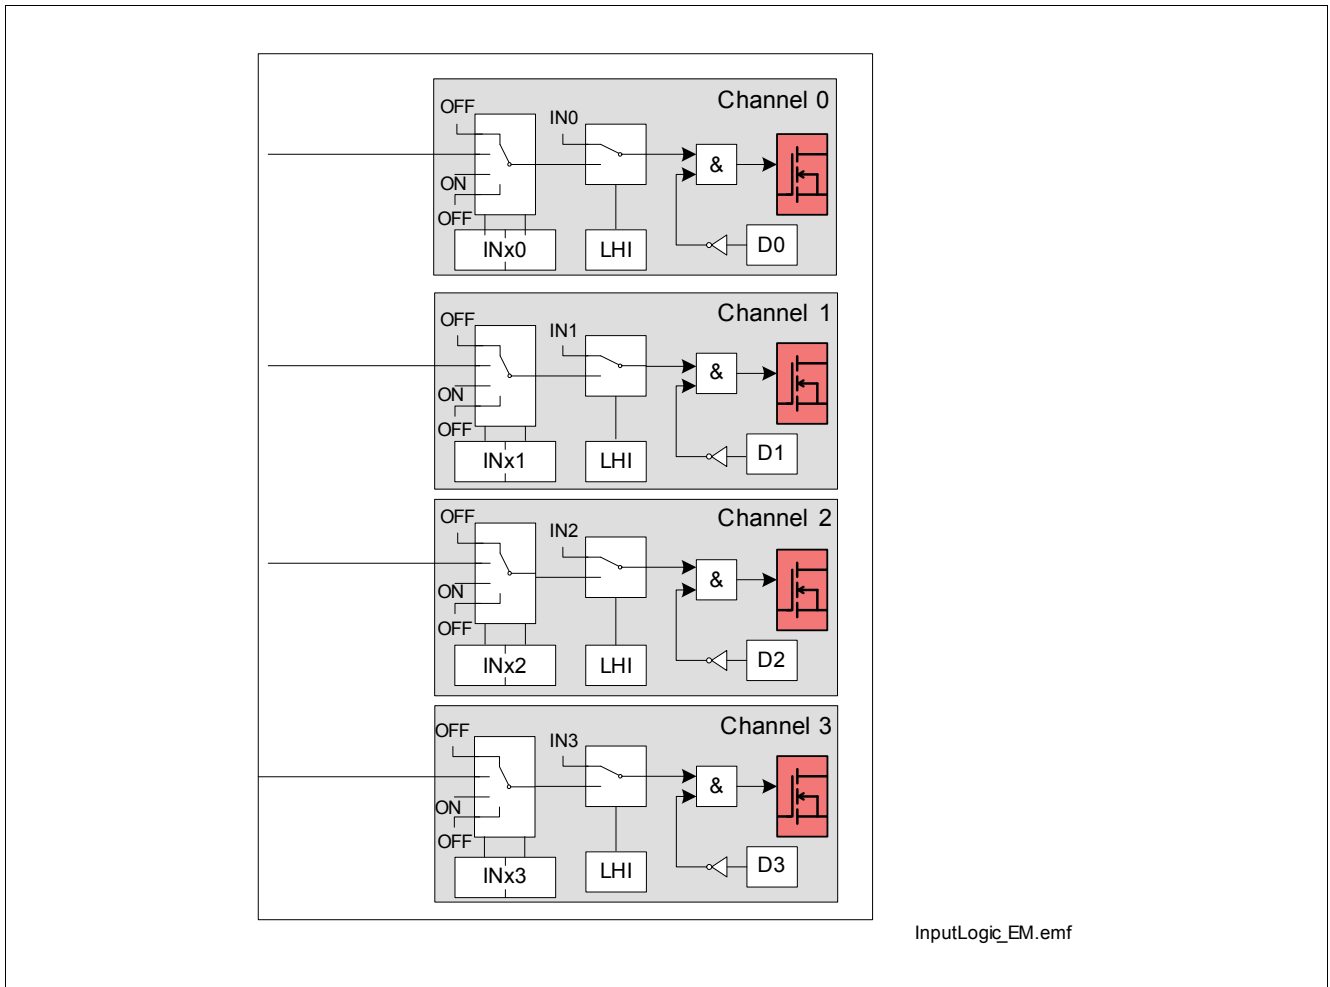 Channel 0
OFF
IN0
&
ON
OFF
INx0
LHI
D0
Channel 1
OFF
IN1
&
ON
OFF
INx1
LHI
D1
Channel 2
OFF
IN2
&
ON
OFF
INx2
LHI
D2
Channel 3
OFF
IN3
&
ON
OFF
INx3
LHI
D3
InputLogic_EM.emf